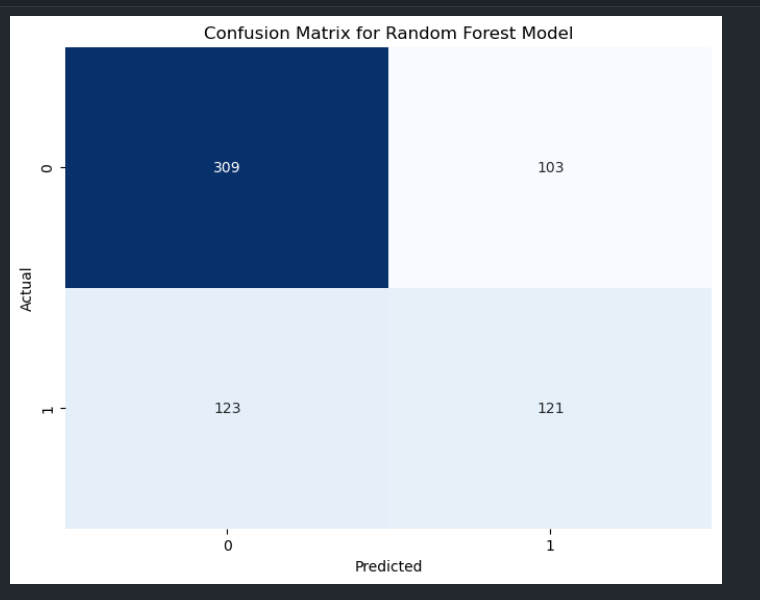 Confusion Matrix for Random Forest Model
0
309
103
Actual
1
123
121
0
1
Predicted